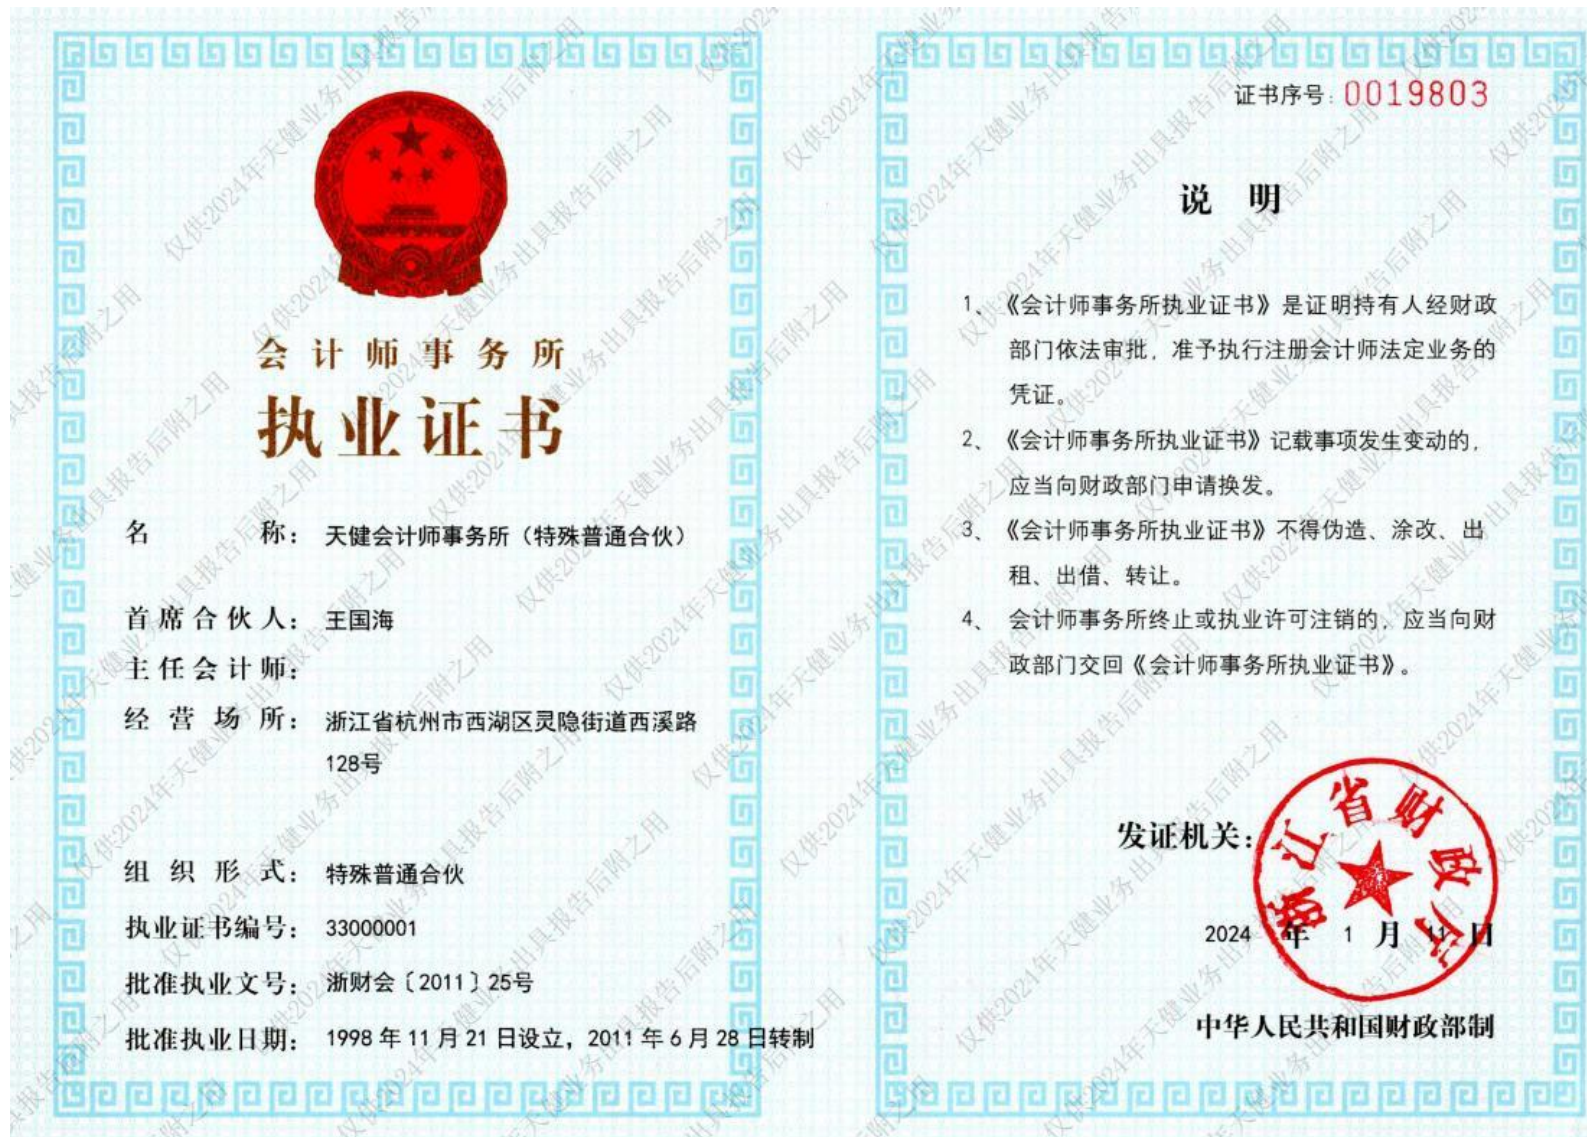 会计师事务所
执业证书
名 称: 天健会计师事务所（特殊普通合伙）
首席合伙人: 王国海
主任会计师:
经营场所: 浙江省杭州市西湖区灵隐街道西溪路
128号
组织形式: 特殊普通合伙
执业证书编号: 33000001
批准执业文号: 浙财会〔2011〕25号
批准执业日期: 1998年11月21日设立，2011年6月28日转制
证书序号: 0019803
说 明
1、《会计师事务所执业证书》是证明持有人经财政
部门依法审批，准予执行注册会计师法定业务的
凭证。
2、《会计师事务所执业证书》记载事项发生变动的，
应当向财政部门申请换发。
3、《会计师事务所执业证书》不得伪造、涂改、出
租、出借、转让。
4、 会计师事务所终止或执业许可注销的，应当向财
政部门交回《会计师事务所执业证书》。
发证机关:
浙江省财政厅
2024 年 1 月 11 日
中华人民共和国财政部制
仅供2024年天健业务出具报告后附之用